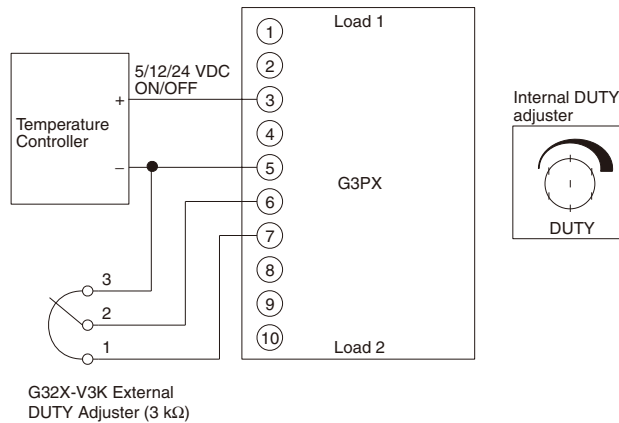 Load 1
1
2
5/12/24 VDC
ON/OFF
+
3
Temperature
Controller
4
−
5
G3PX
6
7
8
9
10
Load 2
3
2
1
G32X-V3K External
DUTY Adjuster (3 kΩ)
Internal DUTY
adjuster
DUTY